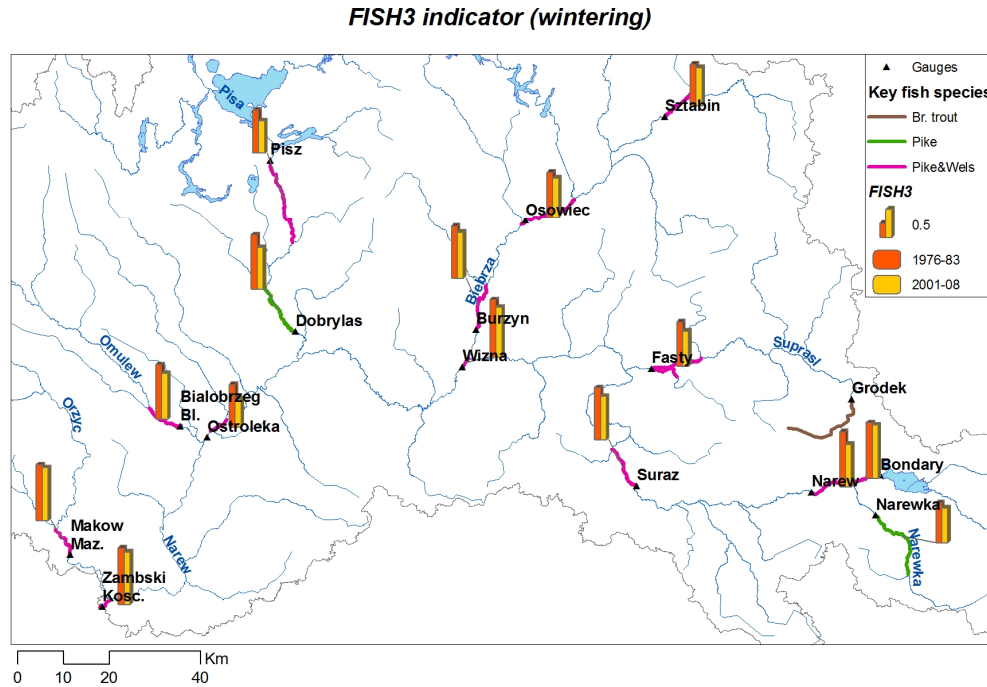 FISH3 indicator (wintering)
Gauges
Key fish species
Br. trout
Pike
Pike&Wels
FISH3
0.5
1976-83
2001-08
Pisa
Sztabin
Pisz
Osowiec
Biebrza
Burzyn
Dobrylas
Wizna
Omulew
Fasty
Suprasl
Grodek
Bialobrzeg
Bl.
Ostroleka
Orzyc
Suraz
Narew
Bondary
Narewka
Narewka
Makow
Maz.
Narew
Zambski
Kosc.
Km
0 10 20 40